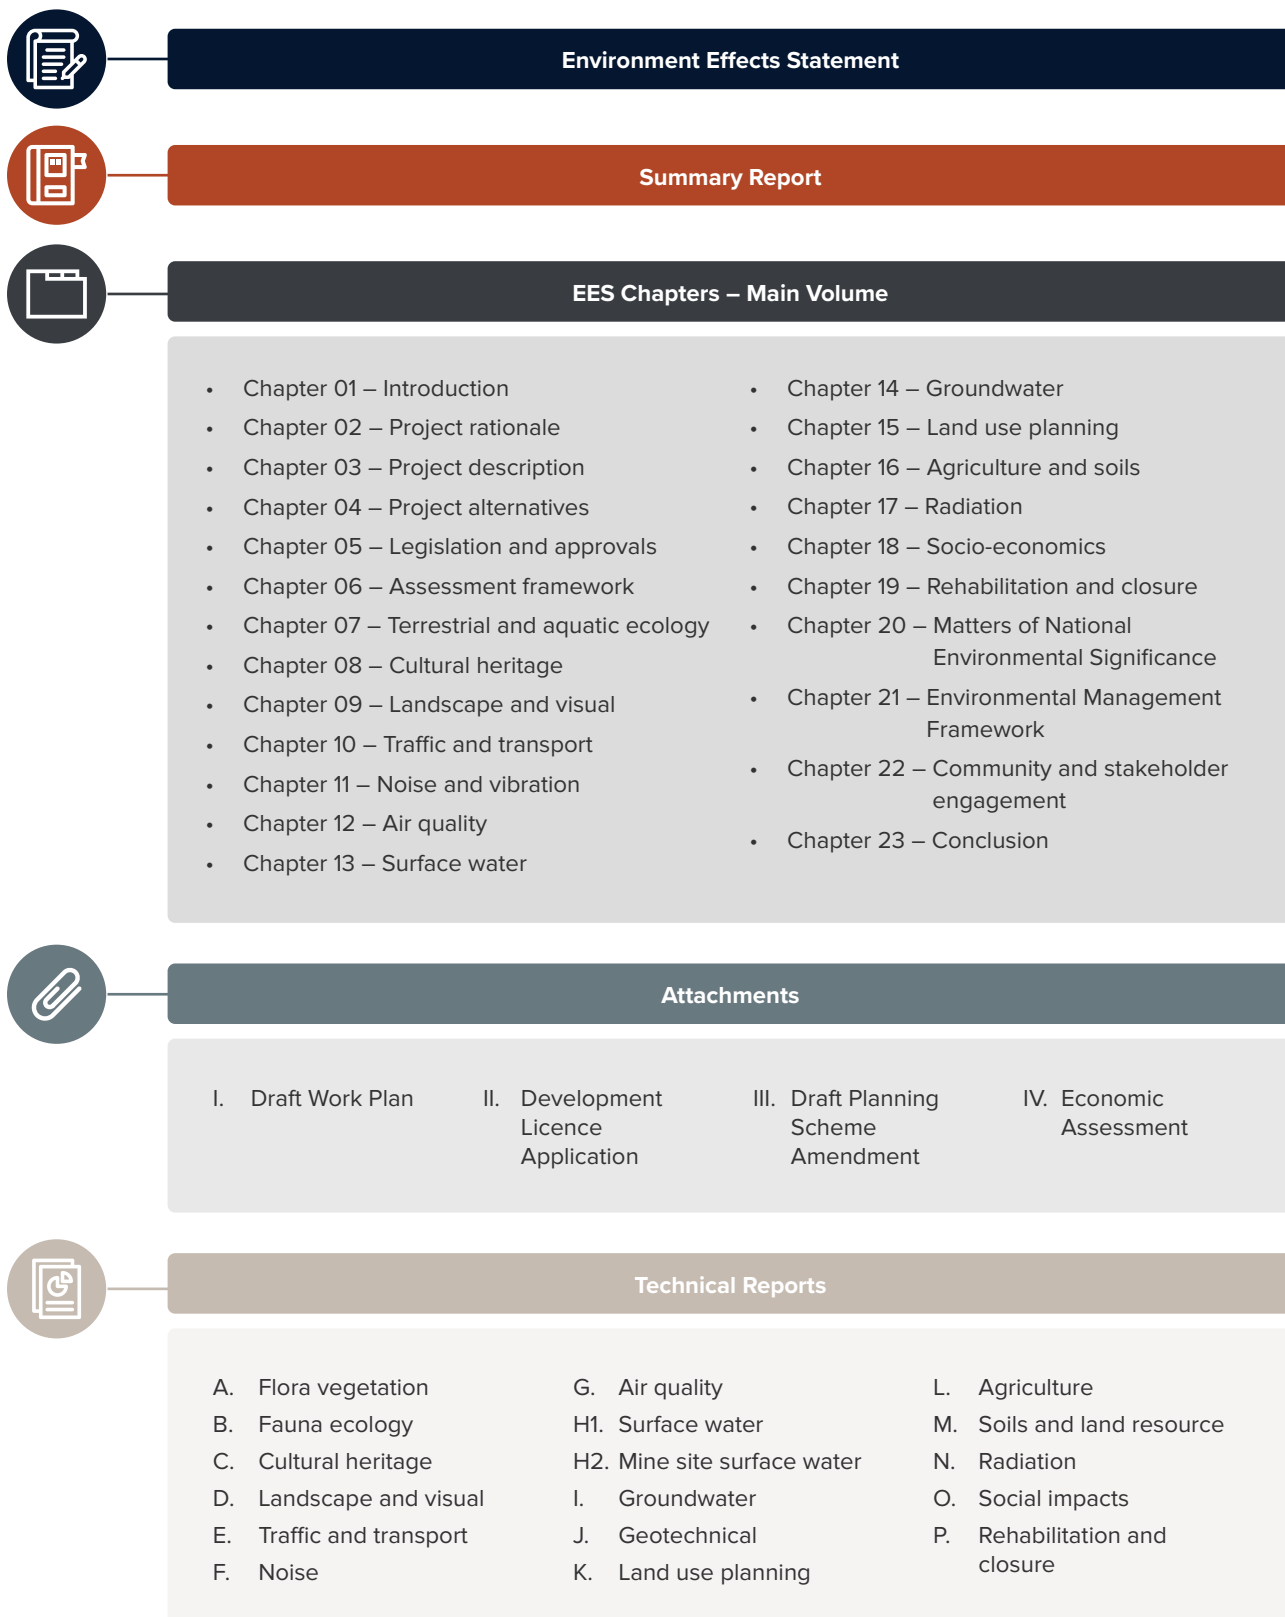 Environment Effects Statement
Summary Report
EES Chapters – Main Volume
• Chapter 01 – Introduction
• Chapter 02 – Project rationale
• Chapter 03 – Project description
• Chapter 04 – Project alternatives
• Chapter 05 – Legislation and approvals
• Chapter 06 – Assessment framework
• Chapter 07 – Terrestrial and aquatic ecology
• Chapter 08 – Cultural heritage
• Chapter 09 – Landscape and visual
• Chapter 10 – Traffic and transport
• Chapter 11 – Noise and vibration
• Chapter 12 – Air quality
• Chapter 13 – Surface water
• Chapter 14 – Groundwater
• Chapter 15 – Land use planning
• Chapter 16 – Agriculture and soils
• Chapter 17 – Radiation
• Chapter 18 – Socio-economics
• Chapter 19 – Rehabilitation and closure
• Chapter 20 – Matters of National
Environmental Significance
• Chapter 21 – Environmental Management
Framework
• Chapter 22 – Community and stakeholder
engagement
• Chapter 23 – Conclusion
Attachments
I. Draft Work Plan
II. Development
Licence
Application
III. Draft Planning
Scheme
Amendment
IV. Economic
Assessment
Technical Reports
A. Flora vegetation
B. Fauna ecology
C. Cultural heritage
D. Landscape and visual
E. Traffic and transport
F. Noise
G. Air quality
H1. Surface water
H2. Mine site surface water
I. Groundwater
J. Geotechnical
K. Land use planning
L. Agriculture
M. Soils and land resource
N. Radiation
O. Social impacts
P. Rehabilitation and
closure